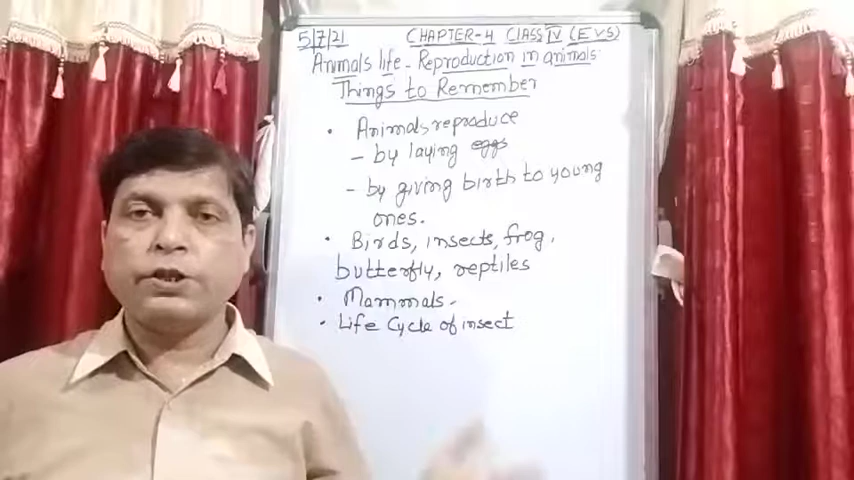 5/7/21 CHAPTER-4 CLASS IV (EVS)
Animals life - Reproduction in animals
Things to Remember
• Animals reproduce
- by laying eggs
- by giving birth to young
ones.
• Birds, insects, frog,
butterfly, reptiles
• Mammals.
• Life Cycle of insect